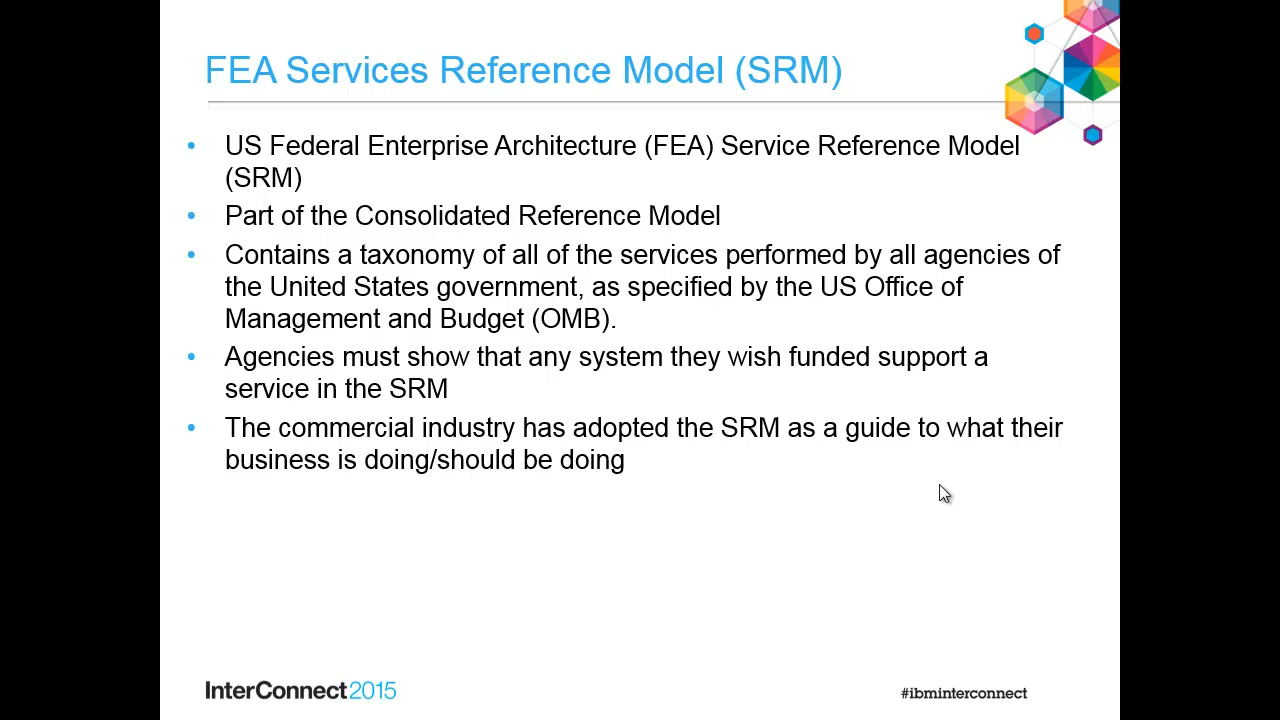 FEA Services Reference Model (SRM)
• US Federal Enterprise Architecture (FEA) Service Reference Model
(SRM)
• Part of the Consolidated Reference Model
• Contains a taxonomy of all of the services performed by all agencies of
the United States government, as specified by the US Office of
Management and Budget (OMB).
• Agencies must show that any system they wish funded support a
service in the SRM
• The commercial industry has adopted the SRM as a guide to what their
business is doing/should be doing
InterConnect2015
#ibminterconnect